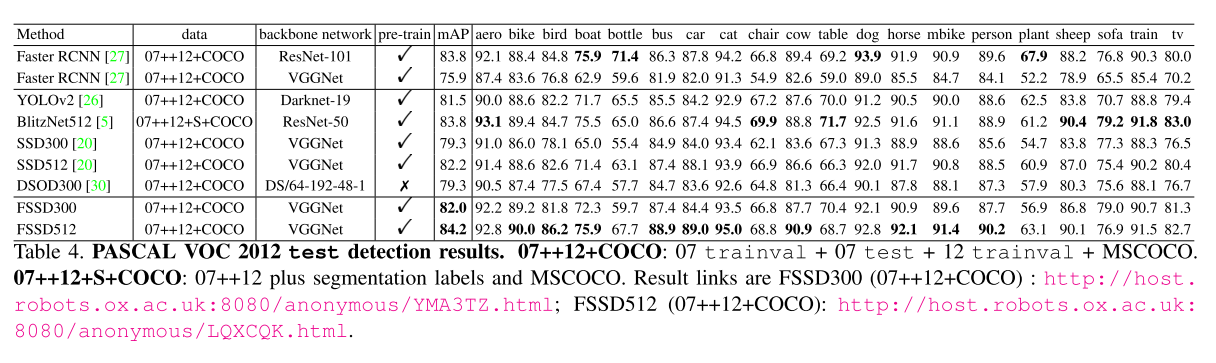 Method data backbone network pre-train mAP aero bike bird boat bottle bus car cat chair cow table dog horse mbike person plant sheep sofa train tv
Faster RCNN [27] 07++12+COCO ResNet-101 ✓ 83.8 92.1 88.4 84.8 75.9 71.4 86.3 87.8 94.2 66.8 89.4 69.2 93.9 91.9 90.9 89.6 67.9 88.2 76.8 90.3 80.0
Faster RCNN [27] 07++12+COCO VGGNet ✓ 75.9 87.4 83.6 76.8 62.9 59.6 81.9 82.0 91.3 54.9 82.6 59.0 89.0 85.5 84.7 84.1 52.2 78.9 65.5 85.4 70.2
YOLOv2 [26] 07++12+COCO Darknet-19 ✓ 81.5 90.0 88.6 82.2 71.7 65.5 85.5 84.2 92.9 67.2 87.6 70.0 91.2 90.5 90.0 88.6 62.5 83.8 70.7 88.8 79.4
BlitzNet512 [5] 07++12+S+COCO ResNet-50 ✓ 83.8 93.1 89.4 84.7 75.5 65.0 86.6 87.4 94.5 69.9 88.8 71.7 92.5 91.6 91.1 88.9 61.2 90.4 79.2 91.8 83.0
SSD300 [20] 07++12+COCO VGGNet ✓ 79.3 91.0 86.0 78.1 65.0 55.4 84.9 84.0 93.4 62.1 83.6 67.3 91.3 88.9 88.6 85.6 54.7 83.8 77.3 88.3 76.5
SSD512 [20] 07++12+COCO VGGNet ✓ 82.2 91.4 88.6 82.6 71.4 63.1 87.4 88.1 93.9 66.9 86.6 66.3 92.0 91.7 90.8 88.5 60.9 87.0 75.4 90.2 80.4
DSOD300 [30] 07++12+COCO DS/64-192-48-1 ✗ 79.3 90.5 87.4 77.5 67.4 57.7 84.7 83.6 92.6 64.8 81.3 66.4 90.1 87.8 88.1 87.3 57.9 80.3 75.6 88.1 76.7
FSSD300 07++12+COCO VGGNet ✓ 82.0 92.2 89.2 81.8 72.3 59.7 87.4 84.4 93.5 66.8 87.7 70.4 92.1 90.9 89.6 87.7 56.9 86.8 79.0 90.7 81.3
FSSD512 07++12+COCO VGGNet ✓ 84.2 92.8 90.0 86.2 75.9 67.7 88.9 89.0 95.0 68.8 90.9 68.7 92.8 92.1 91.4 90.2 63.1 90.1 76.9 91.5 82.7
Table 4. PASCAL VOC 2012 test detection results. 07++12+COCO: 07 trainval + 07 test + 12 trainval + MSCOCO.
07++12+S+COCO: 07++12 plus segmentation labels and MSCOCO. Result links are FSSD300 (07++12+COCO) : http://host.
robots.ox.ac.uk:8080/anonymous/YMA3TZ.html; FSSD512 (07++12+COCO): http://host.robots.ox.ac.uk:
8080/anonymous/LQXCQK.html.